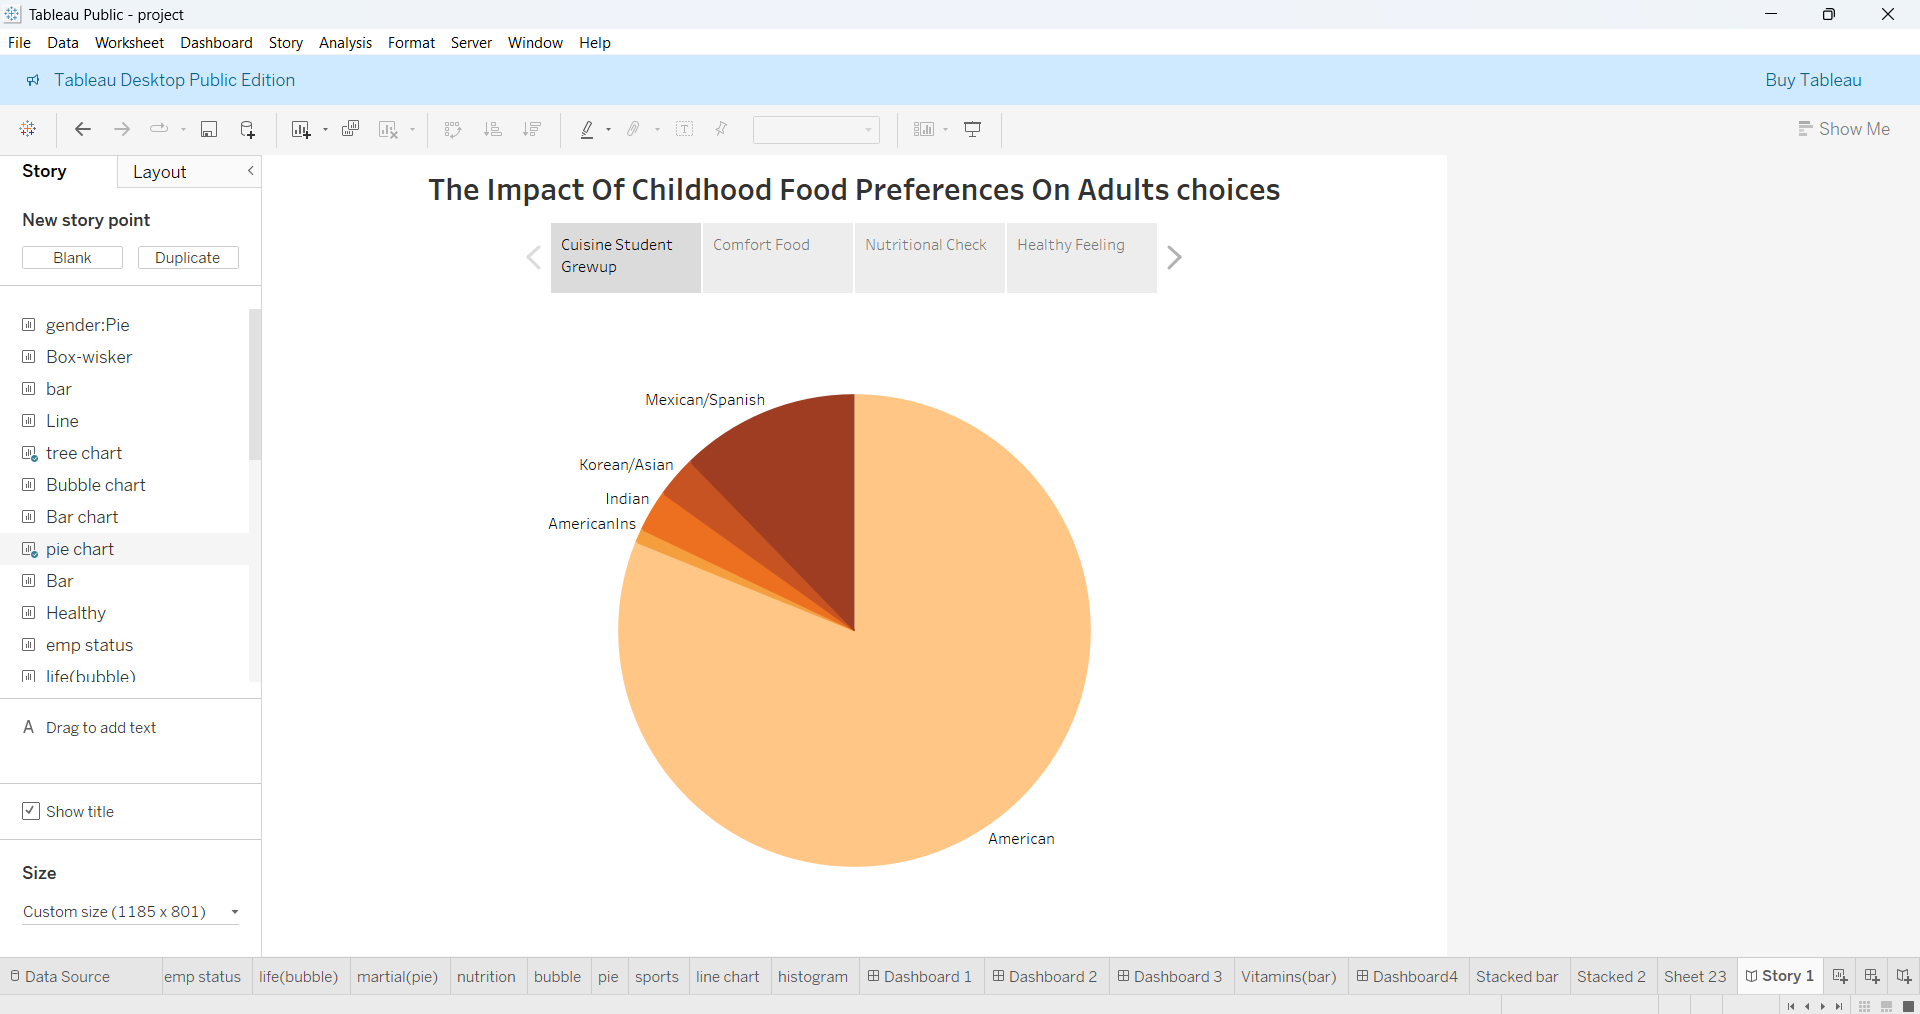 Tableau Public - project
File Data Worksheet Dashboard Story Analysis Format Server Window Help
Tableau Desktop Public Edition
Buy Tableau
Show Me
Story
Layout
New story point
Blank
Duplicate
gender:Pie
Box-wisker
bar
Line
tree chart
Bubble chart
Bar chart
pie chart
Bar
Healthy
emp status
life(bubble)
A Drag to add text
Show title
Size
Custom size (1185 x 801)
The Impact Of Childhood Food Preferences On Adults choices
Cuisine Student
Grewup
Comfort Food
Nutritional Check
Healthy Feeling
Mexican/Spanish
Korean/Asian
Indian
AmericanIns
American
Data Source
emp status
life(bubble)
martial(pie)
nutrition
bubble
pie
sports
line chart
histogram
Dashboard 1
Dashboard 2
Dashboard 3
Vitamins(bar)
Dashboard4
Stacked bar
Stacked 2
Sheet 23
Story 1